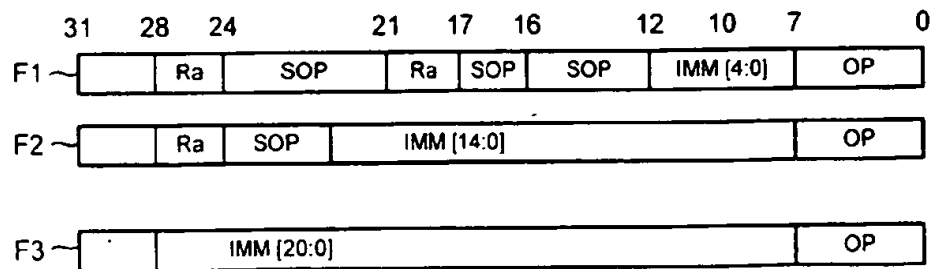 31 28 24 21 17 16 12 10 7 0
F1 Ra SOP Ra SOP SOP IMM [4:0] OP
F2 Ra SOP IMM [14:0] OP
F3 IMM [20:0] OP